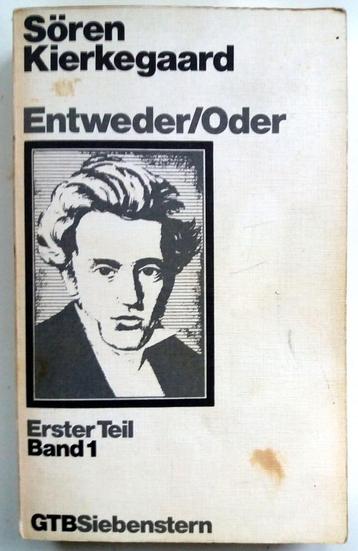 Sören
Kierkegaard
Entweder/Oder
Erster Teil
Band 1
GTBSiebenstern